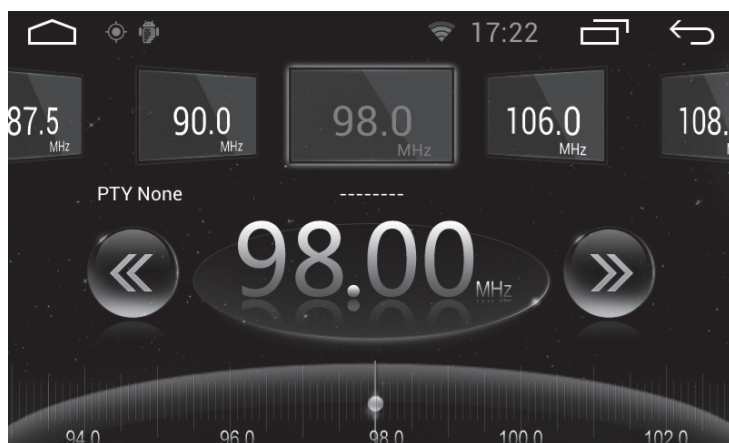 17:22
87.5 MHz 90.0 MHz 98.0 MHz 106.0 MHz 108.
PTY None --------
98.00 MHz
94.0 96.0 98.0 100.0 102.0